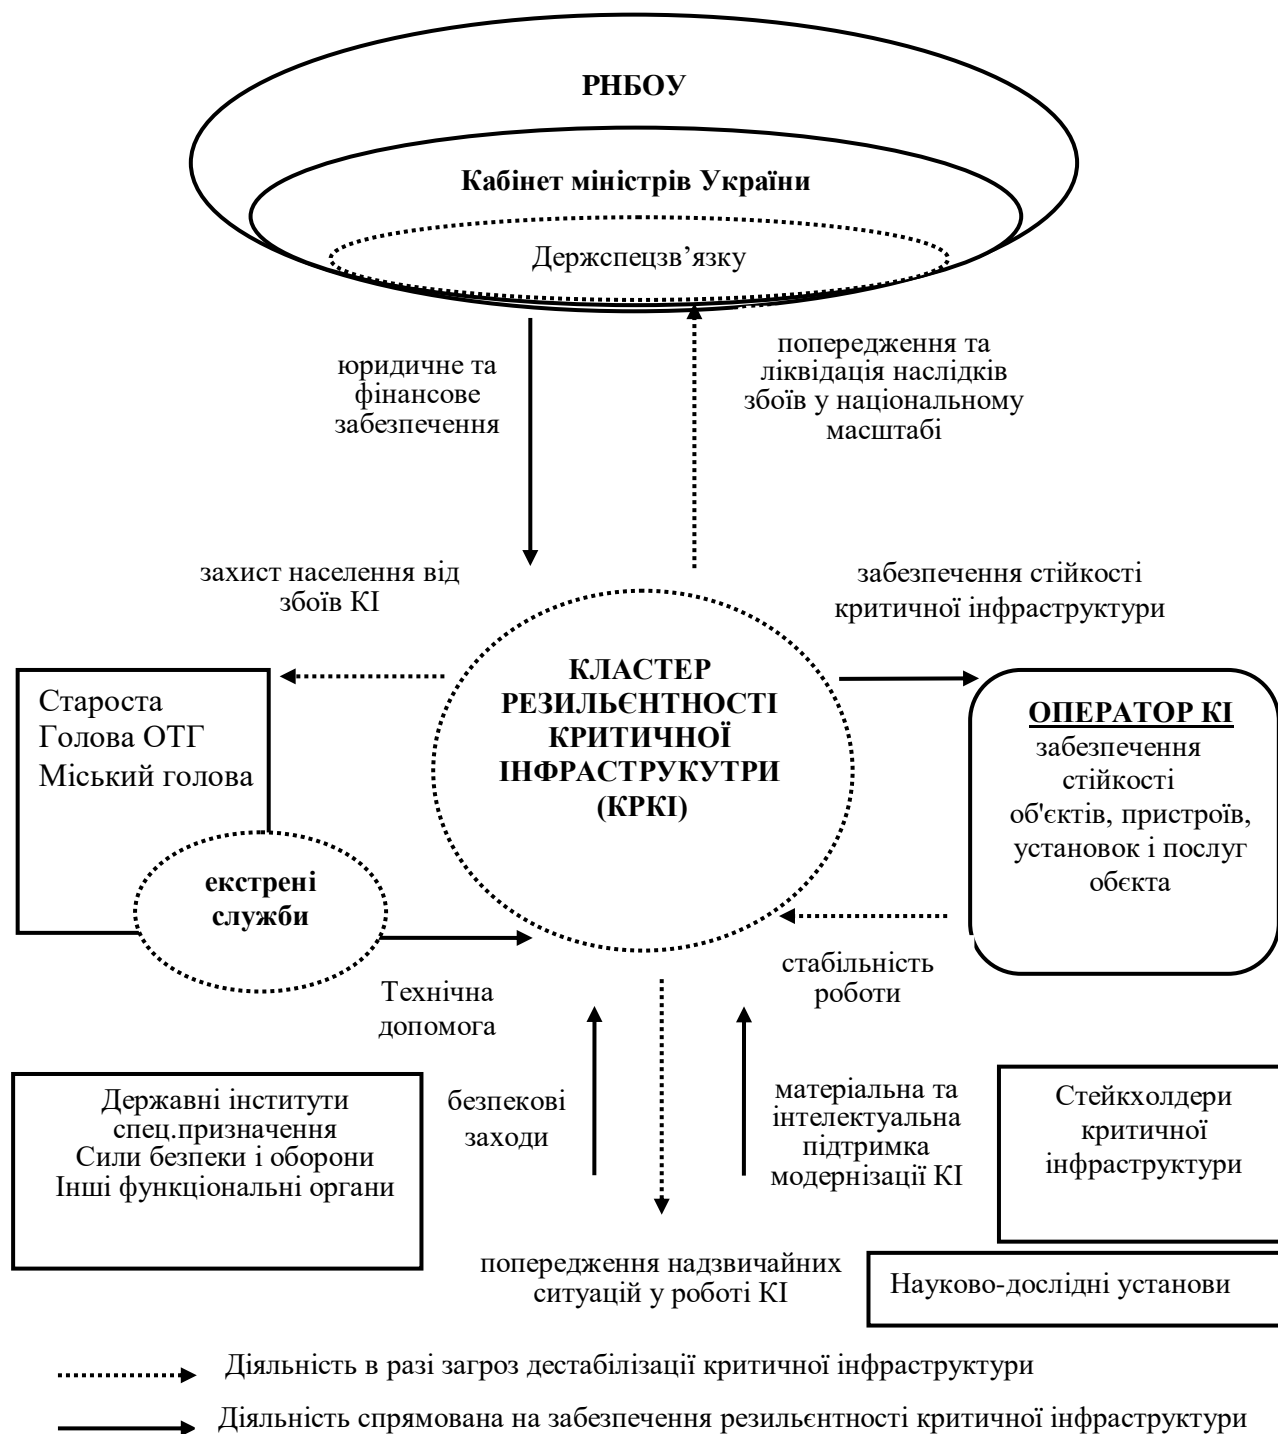 РНБОУ
Кабінет міністрів України
Держспецзв’язку
юридичне та
фінансове
забезпечення
попередження та
ліквідація наслідків
збоїв у національному
масштабі
захист населення від
збоїв КІ
забезпечення стійкості
критичної інфраструктури
КЛАСТЕР
РЕЗИЛЬЄНТНОСТІ
КРИТИЧНОЇ
ІНФРАСТРУКУТРИ
(КРКІ)
Староста
Голова ОТГ
Міський голова
екстрені
служби
ОПЕРАТОР КІ
забезпечення
стійкості
об'єктів, пристроїв,
установок і послуг
обєкта
Технічна
допомога
стабільність
роботи
Державні інститути
спец.призначення
Сили безпеки і оборони
Інші функціональні органи
безпекові
заходи
матеріальна та
інтелектуальна
підтримка
модернізації КІ
Стейкхолдери
критичної
інфраструктури
попередження надзвичайних
ситуацій у роботі КІ
Науково-дослідні установи
Діяльність в разі загроз дестабілізації критичної інфраструктури
Діяльність спрямована на забезпечення резильєнтності критичної інфраструктури